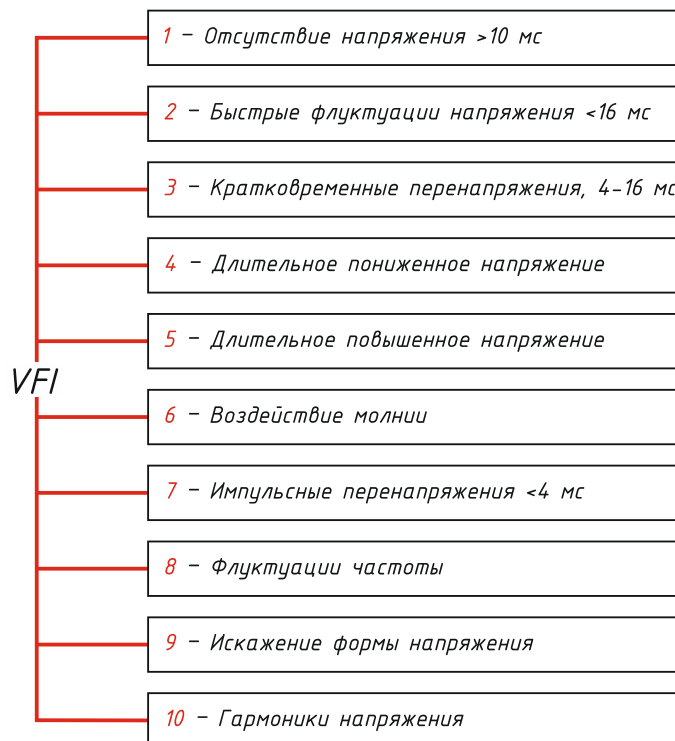 1 – Отсутствие напряжения >10 мс
2 – Быстрые флуктуации напряжения <16 мс
3 – Кратковременные перенапряжения, 4–16 мс
4 – Длительное пониженное напряжение
5 – Длительное повышенное напряжение
VFI
6 – Воздействие молнии
7 – Импульсные перенапряжения <4 мс
8 – Флуктуации частоты
9 – Искажение формы напряжения
10 – Гармоники напряжения